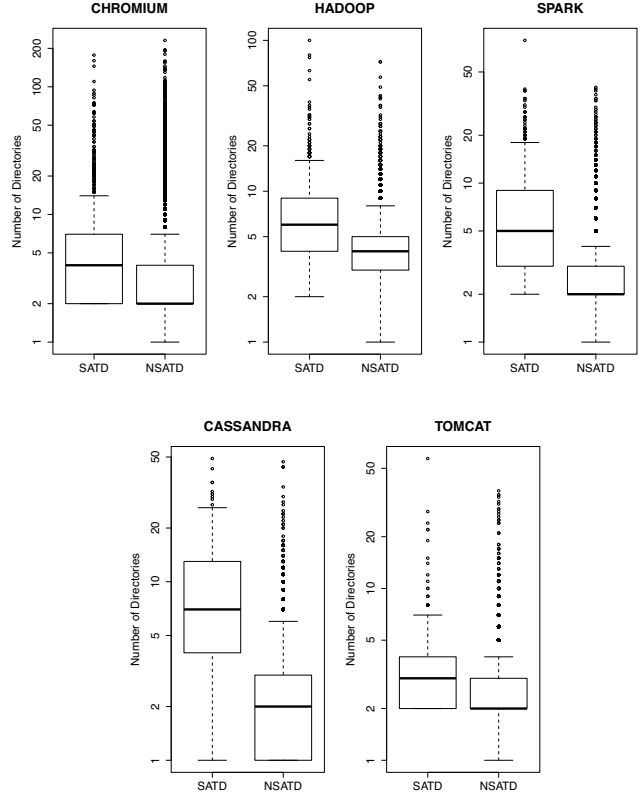 CHROMIUM
HADOOP
SPARK
Number of Directories
200
100
50
20
10
5
2
1
SATD
NSATD
Number of Directories
100
50
20
10
5
2
1
SATD
NSATD
Number of Directories
50
20
10
5
2
1
SATD
NSATD
CASSANDRA
TOMCAT
Number of Directories
50
20
10
5
2
1
SATD
NSATD
Number of Directories
50
20
10
5
2
1
SATD
NSATD